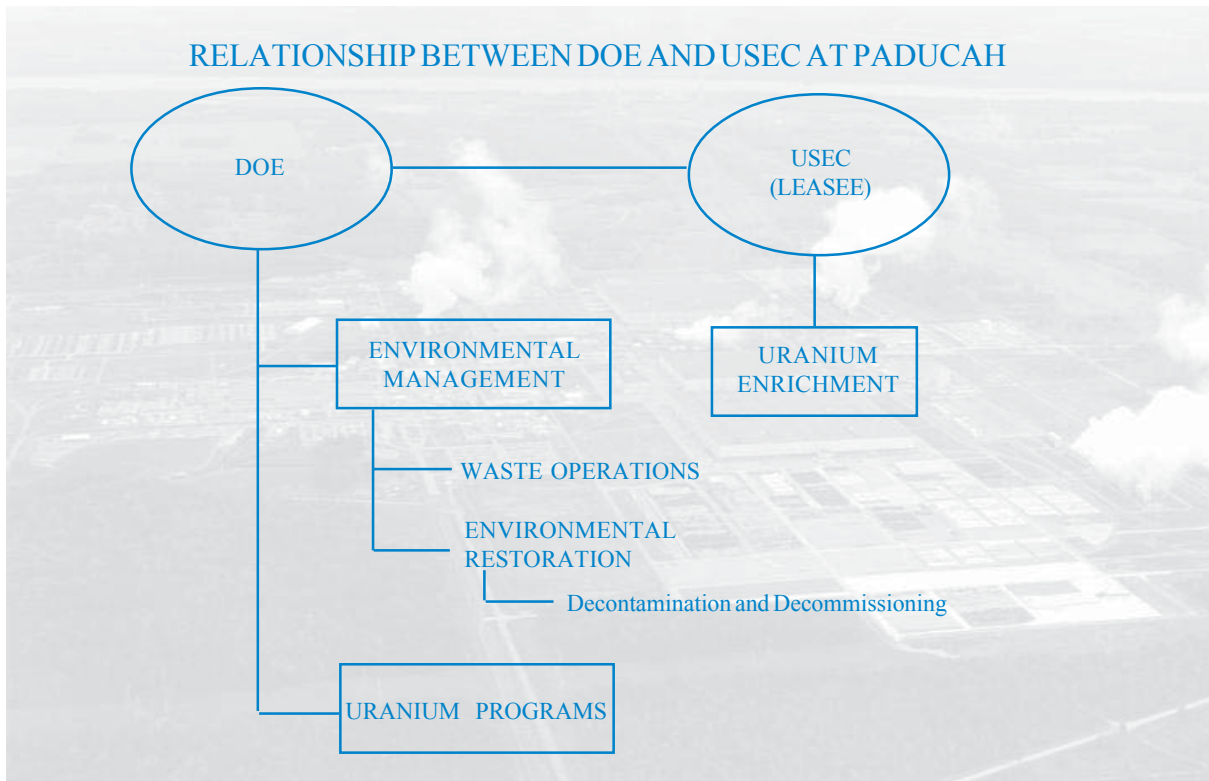 RELATIONSHIP BETWEEN DOE AND USEC AT PADUCAH
DOE
USEC
(LEASEE)
ENVIRONMENTAL
MANAGEMENT
URANIUM
ENRICHMENT
WASTE OPERATIONS
ENVIRONMENTAL
RESTORATION
Decontamination and Decommissioning
URANIUM PROGRAMS